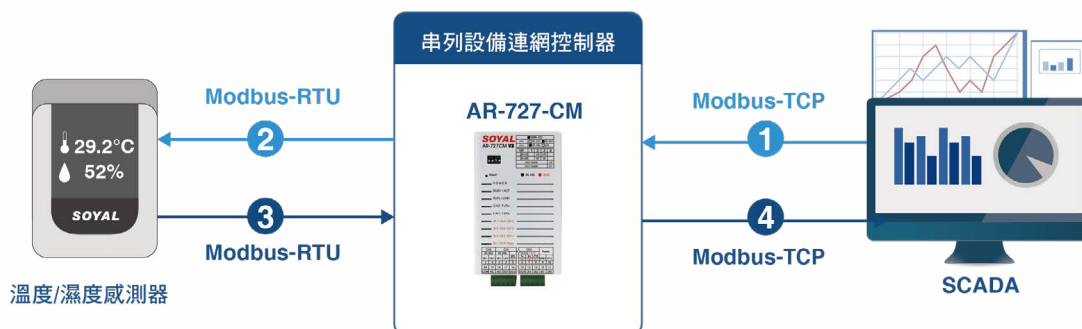 串列設備連網控制器
AR-727-CM
Modbus-RTU
2
Modbus-TCP
1
29.2°C
52%
SOYAL
SOYAL
AR-727CM
POWER
3
Modbus-RTU
4
Modbus-TCP
溫度/濕度感測器
SCADA